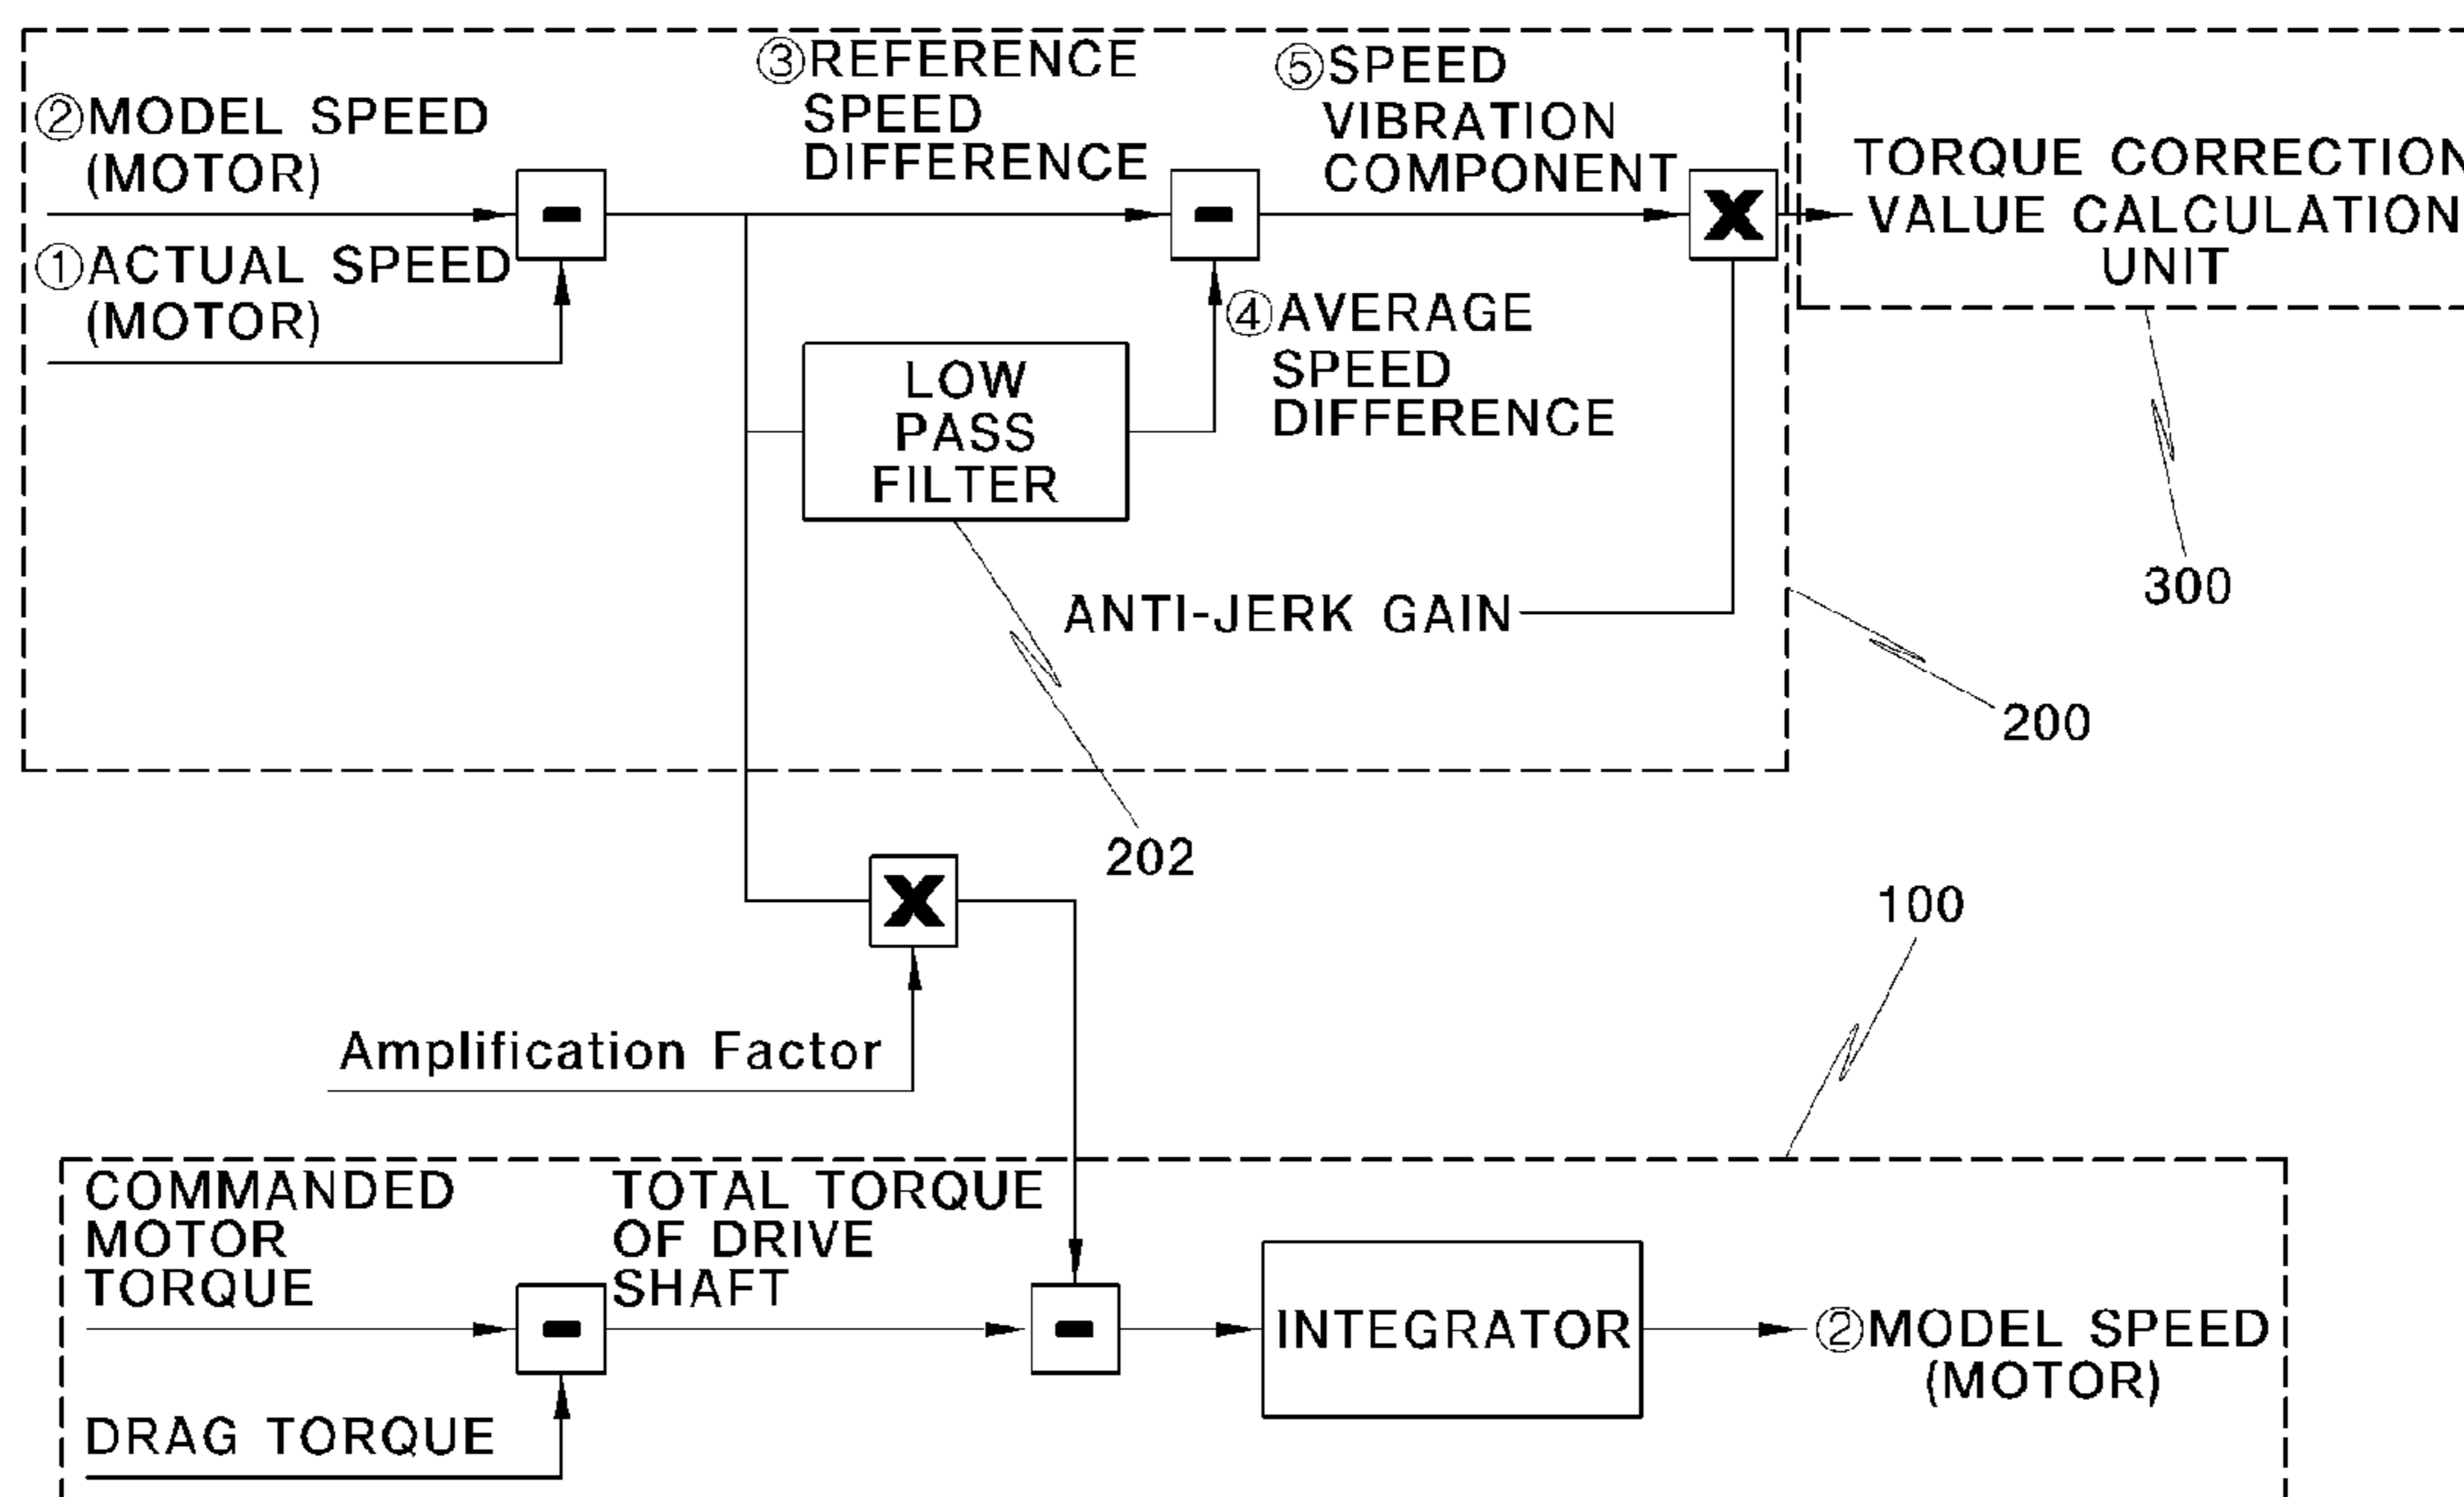 ②MODEL SPEED
(MOTOR)
①ACTUAL SPEED
(MOTOR)
③REFERENCE
SPEED
DIFFERENCE
⑤SPEED
VIBRATION
COMPONENT
TORQUE CORRECTION
VALUE CALCULATION
UNIT
④AVERAGE
SPEED
DIFFERENCE
LOW
PASS
FILTER
ANTI-JERK GAIN
300
200
202
100
Amplification Factor
COMMANDED
MOTOR
TORQUE
TOTAL TORQUE
OF DRIVE
SHAFT
INTEGRATOR
②MODEL SPEED
(MOTOR)
DRAG TORQUE